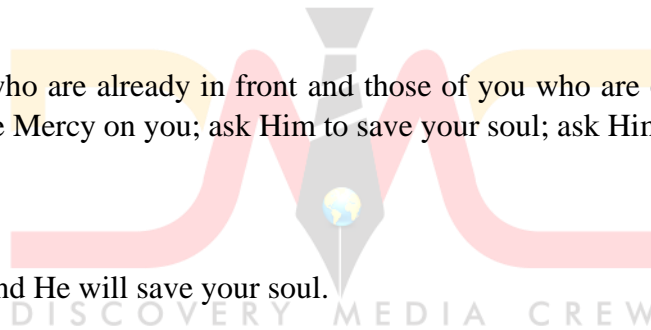 who are already in front and those of you who are
Mercy on you; ask Him to save your soul; ask Him
and He will save your soul.
DISCOVERY MEDIA CREW